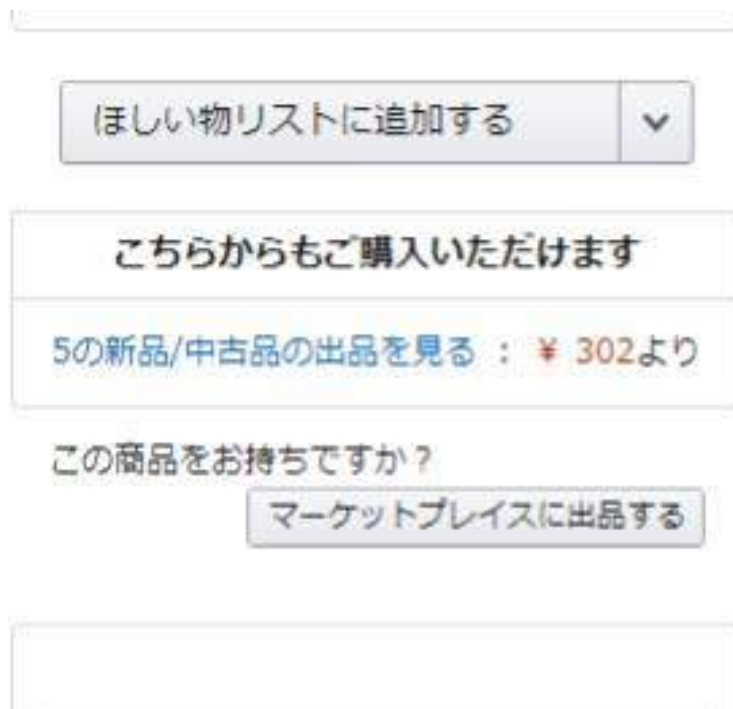 ほしい物リストに追加する
こちらからもご購入いただけます
5の新品/中古品の出品を見る : ¥ 302より
この商品をお持ちですか?
マーケットプレイスに出品する